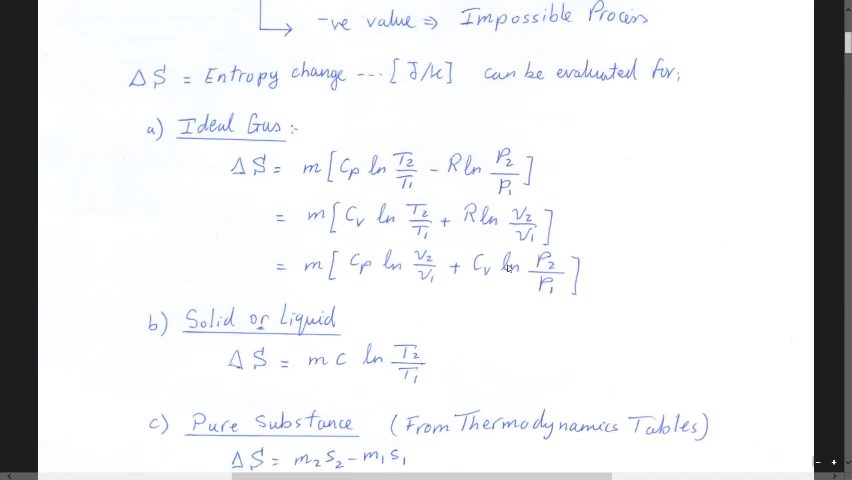 -ve value ⇒ Impossible Process
ΔS = Entropy change --- [J/K] can be evaluated for;
a) Ideal Gas :-
ΔS = m [ Cp ln T2/T1 - R ln P2/P1 ]
= m [ Cv ln T2/T1 + R ln v2/v1 ]
= m [ Cp ln v2/v1 + Cv ln P2/P1 ]
b) Solid or Liquid
ΔS = m c ln T2/T1
c) Pure Substance (From Thermodynamics Tables)
ΔS = m2 s2 - m1 s1